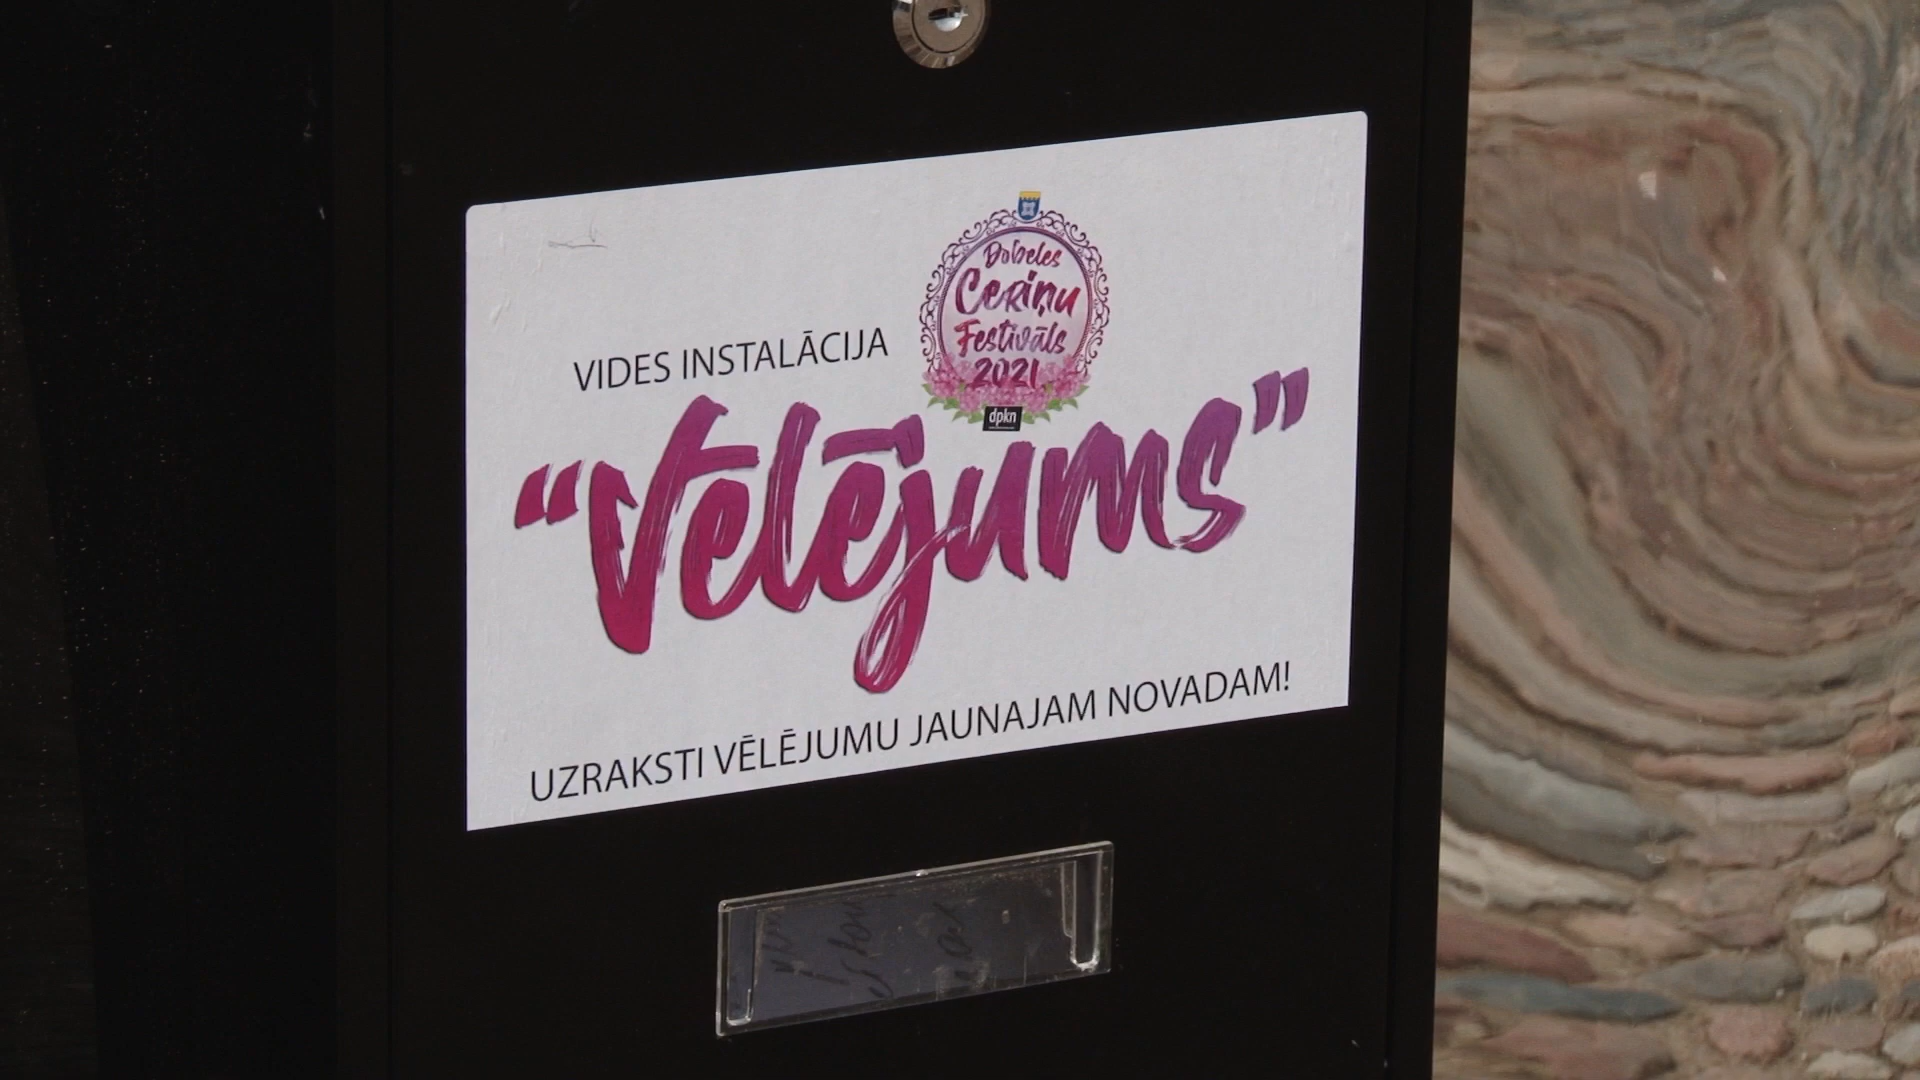 Dobeles
Ceriņu
Festivāls
2021
dpkn
VIDES INSTALĀCIJA
“Vēlējums”
UZRAKSTI VĒLĒJUMU JAUNAJAM NOVADAM!